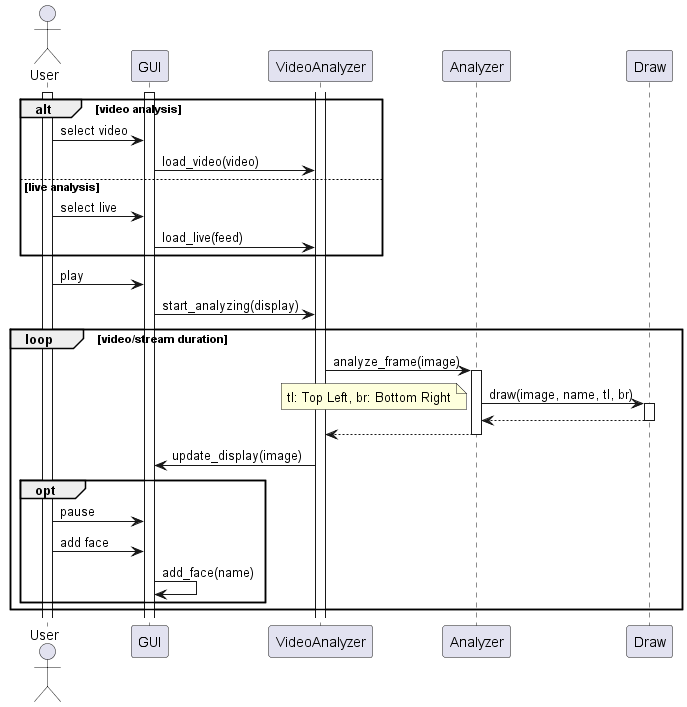 User
GUI
VideoAnalyzer
Analyzer
Draw
alt
[video analysis]
select video
load_video(video)
[live analysis]
select live
load_live(feed)
play
start_analyzing(display)
loop
[video/stream duration]
analyze_frame(image)
tl: Top Left, br: Bottom Right
draw(image, name, tl, br)
update_display(image)
opt
pause
add face
add_face(name)
User
GUI
VideoAnalyzer
Analyzer
Draw